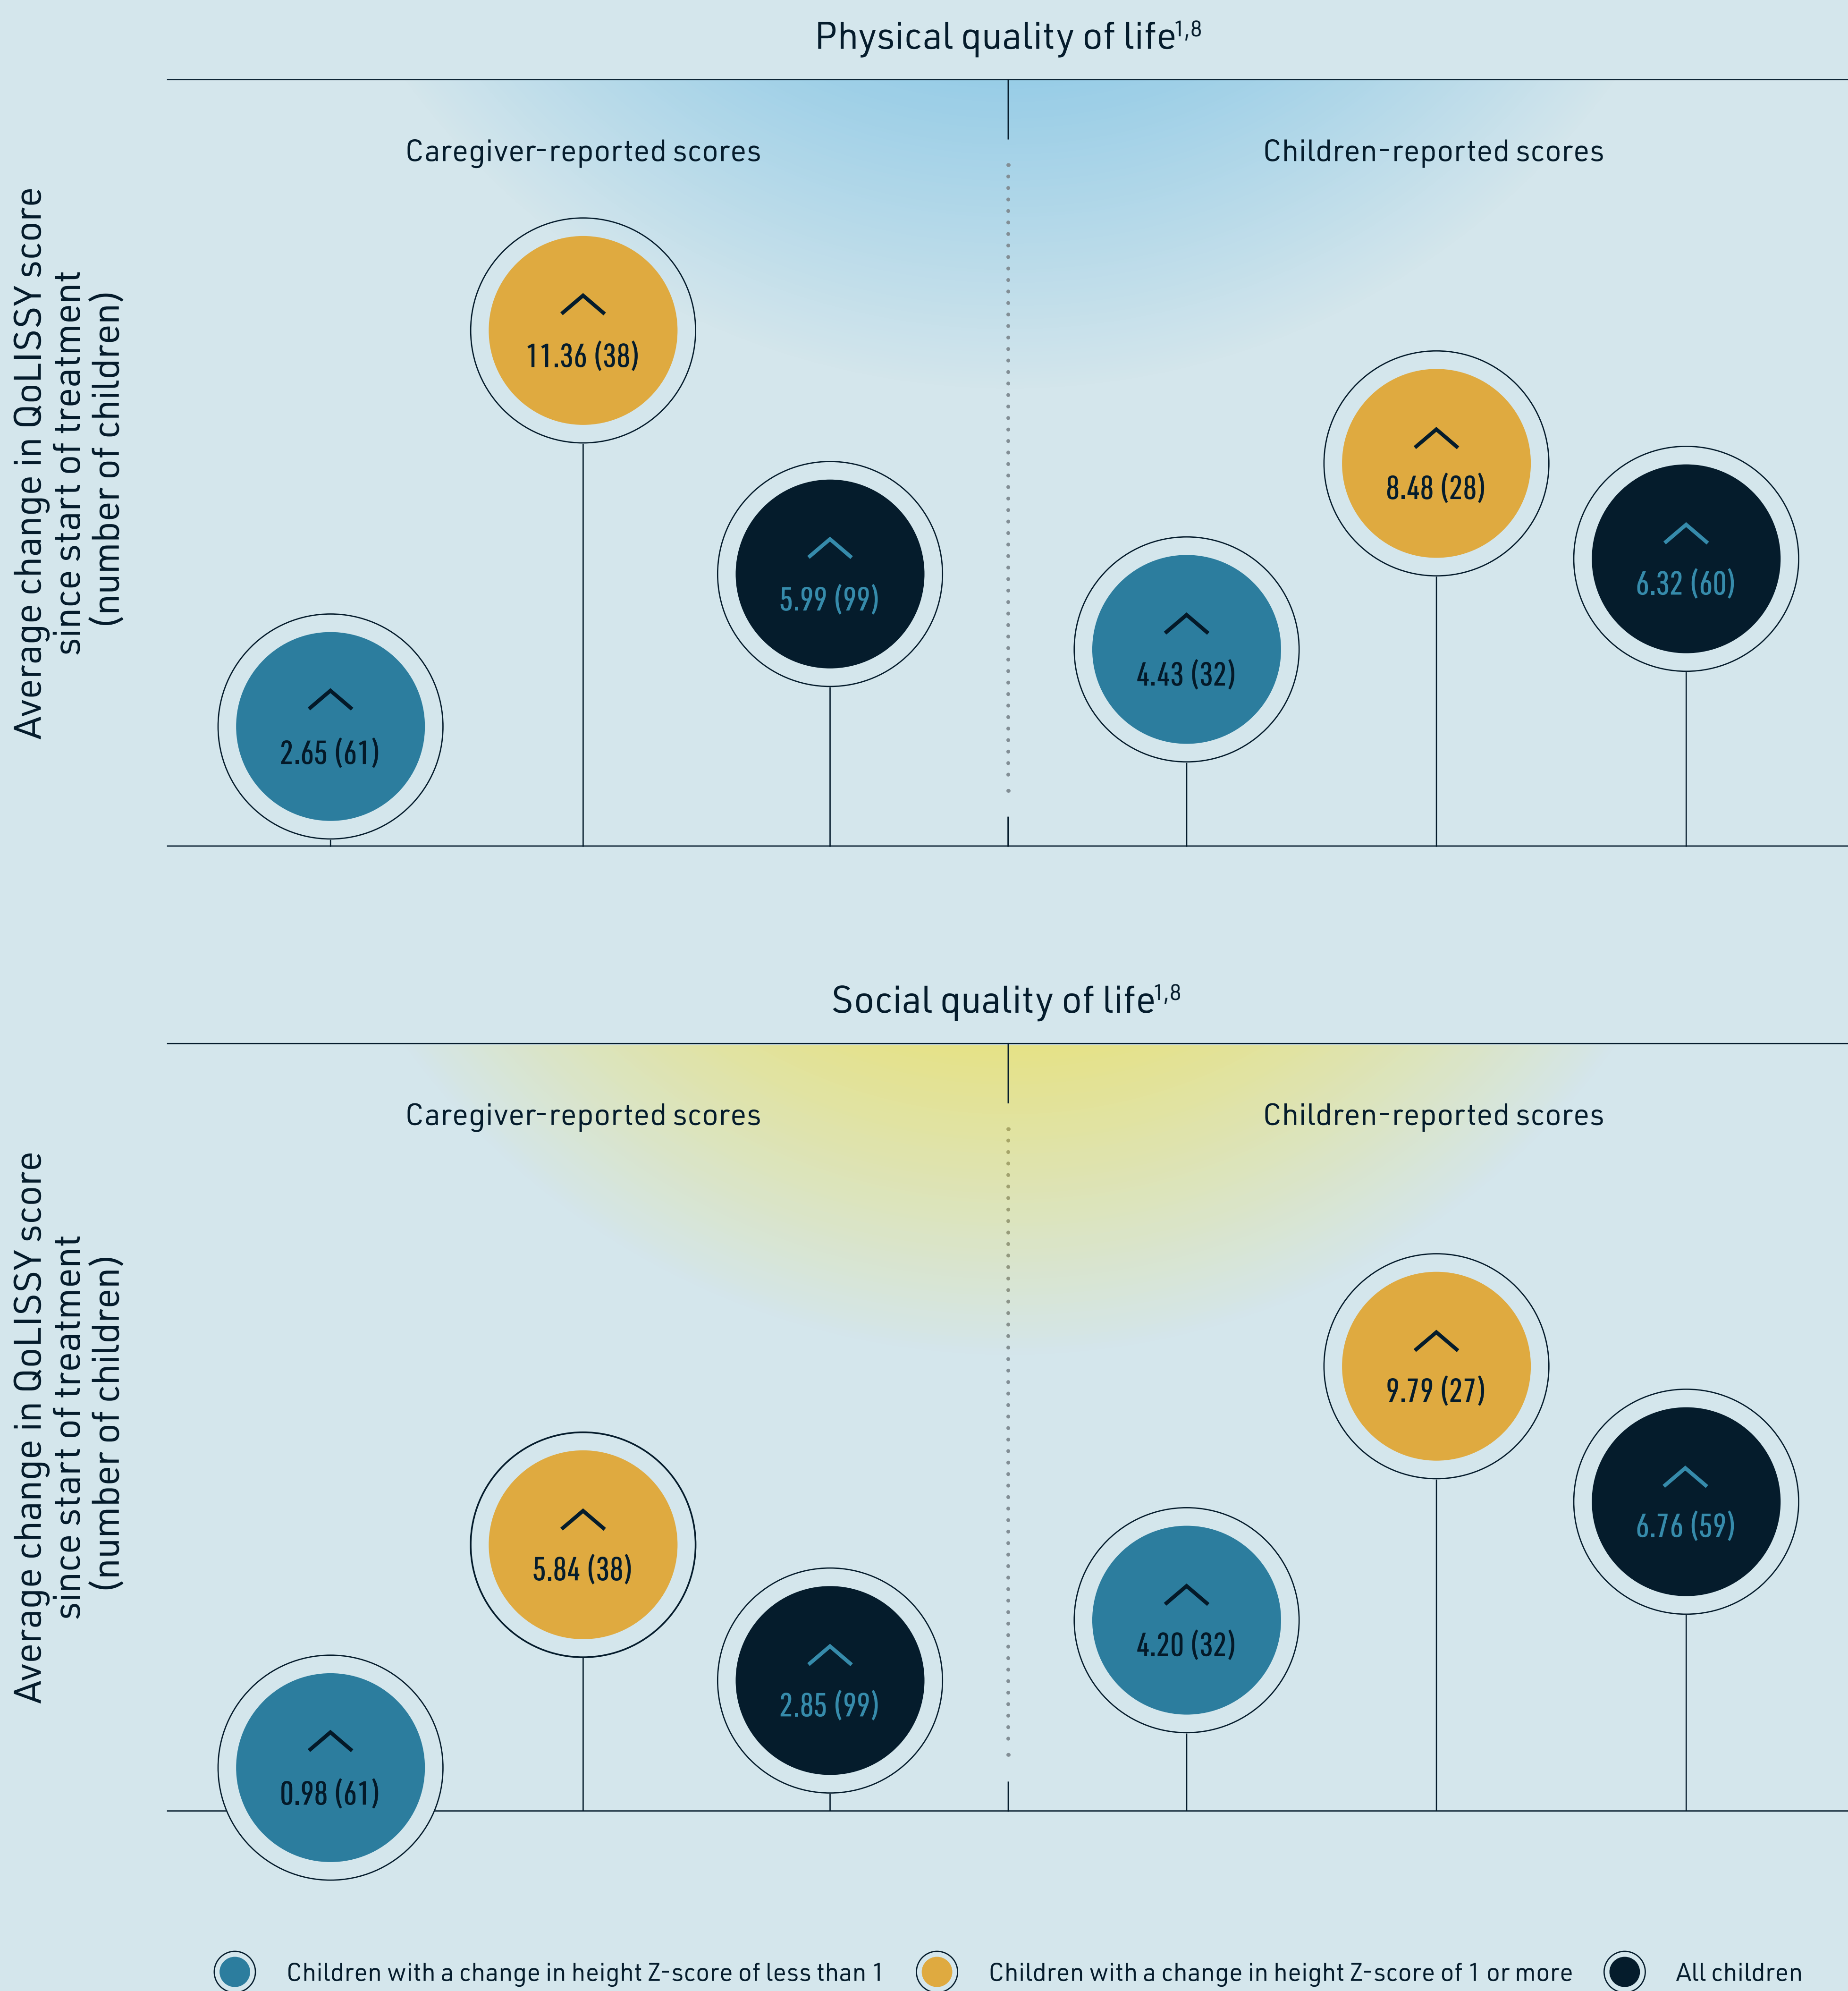 Physical quality of life1,8
Average change in QoLISSY score
since start of treatment
(number of children)
Caregiver-reported scores
Children-reported scores
2.65 (61)
11.36 (38)
5.99 (99)
4.43 (32)
8.48 (28)
6.32 (60)
Social quality of life1,8
Average change in QoLISSY score
since start of treatment
(number of children)
Caregiver-reported scores
Children-reported scores
0.98 (61)
5.84 (38)
2.85 (99)
4.20 (32)
9.79 (27)
6.76 (59)
Children with a change in height Z-score of less than 1
Children with a change in height Z-score of 1 or more
All children